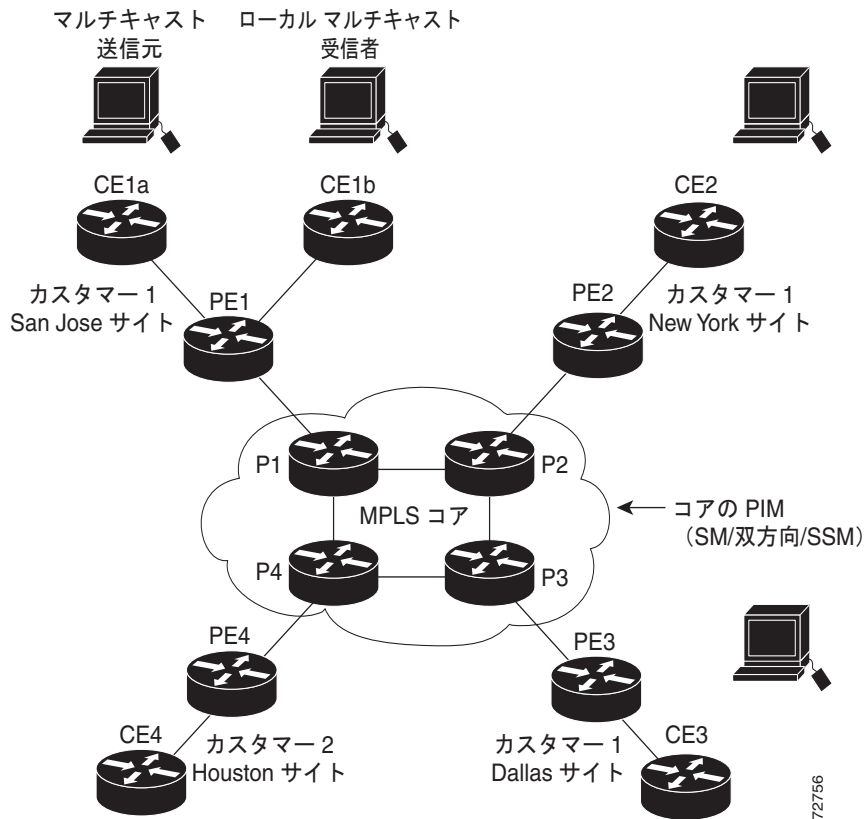 マルチキャスト
送信元
ローカル マルチキャスト
受信者
CE1a
CE1b
CE2
カスタマー 1
San Jose サイト
PE1
PE2
カスタマー 1
New York サイト
P1
P2
MPLS コア
コアの PIM
（SM/双方向/SSM）
P4
P3
PE4
PE3
CE4
カスタマー 2
Houston サイト
カスタマー 1
Dallas サイト
CE3
72756